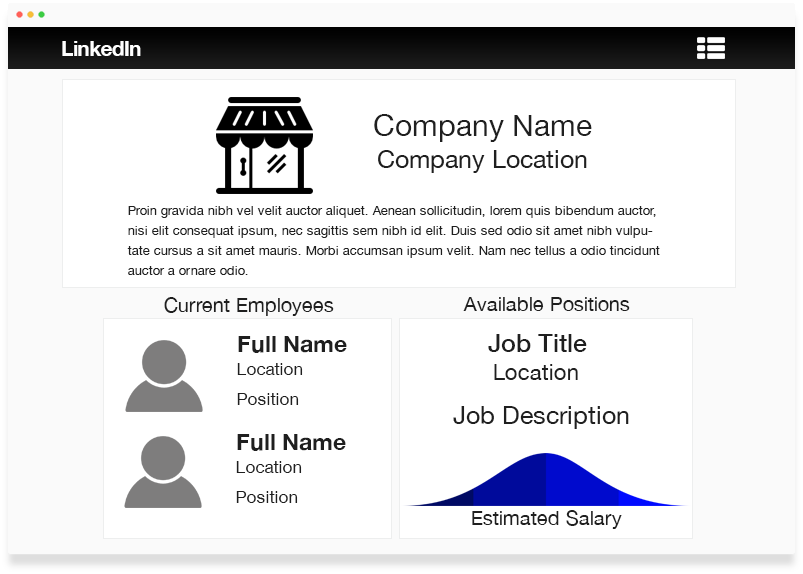 LinkedIn
Company Name
Company Location
Proin gravida nibh vel velit auctor aliquet. Aenean sollicitudin, lorem quis bibendum auctor,
nisi elit consequat ipsum, nec sagittis sem nibh id elit. Duis sed odio sit amet nibh vulpu-
tate cursus a sit amet mauris. Morbi accumsan ipsum velit. Nam nec tellus a odio tincidunt
auctor a ornare odio.
Current Employees
Full Name
Location
Position
Full Name
Location
Position
Available Positions
Job Title
Location
Job Description
Estimated Salary